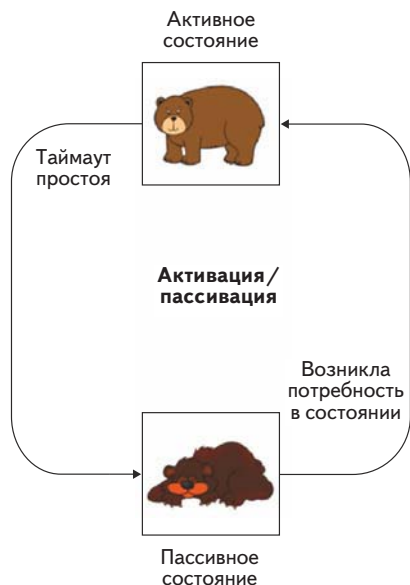 Активное
состояние
Таймаут
простоя
Активация/
пассивация
Возникла
потребность
в состоянии
Пассивное
состояние